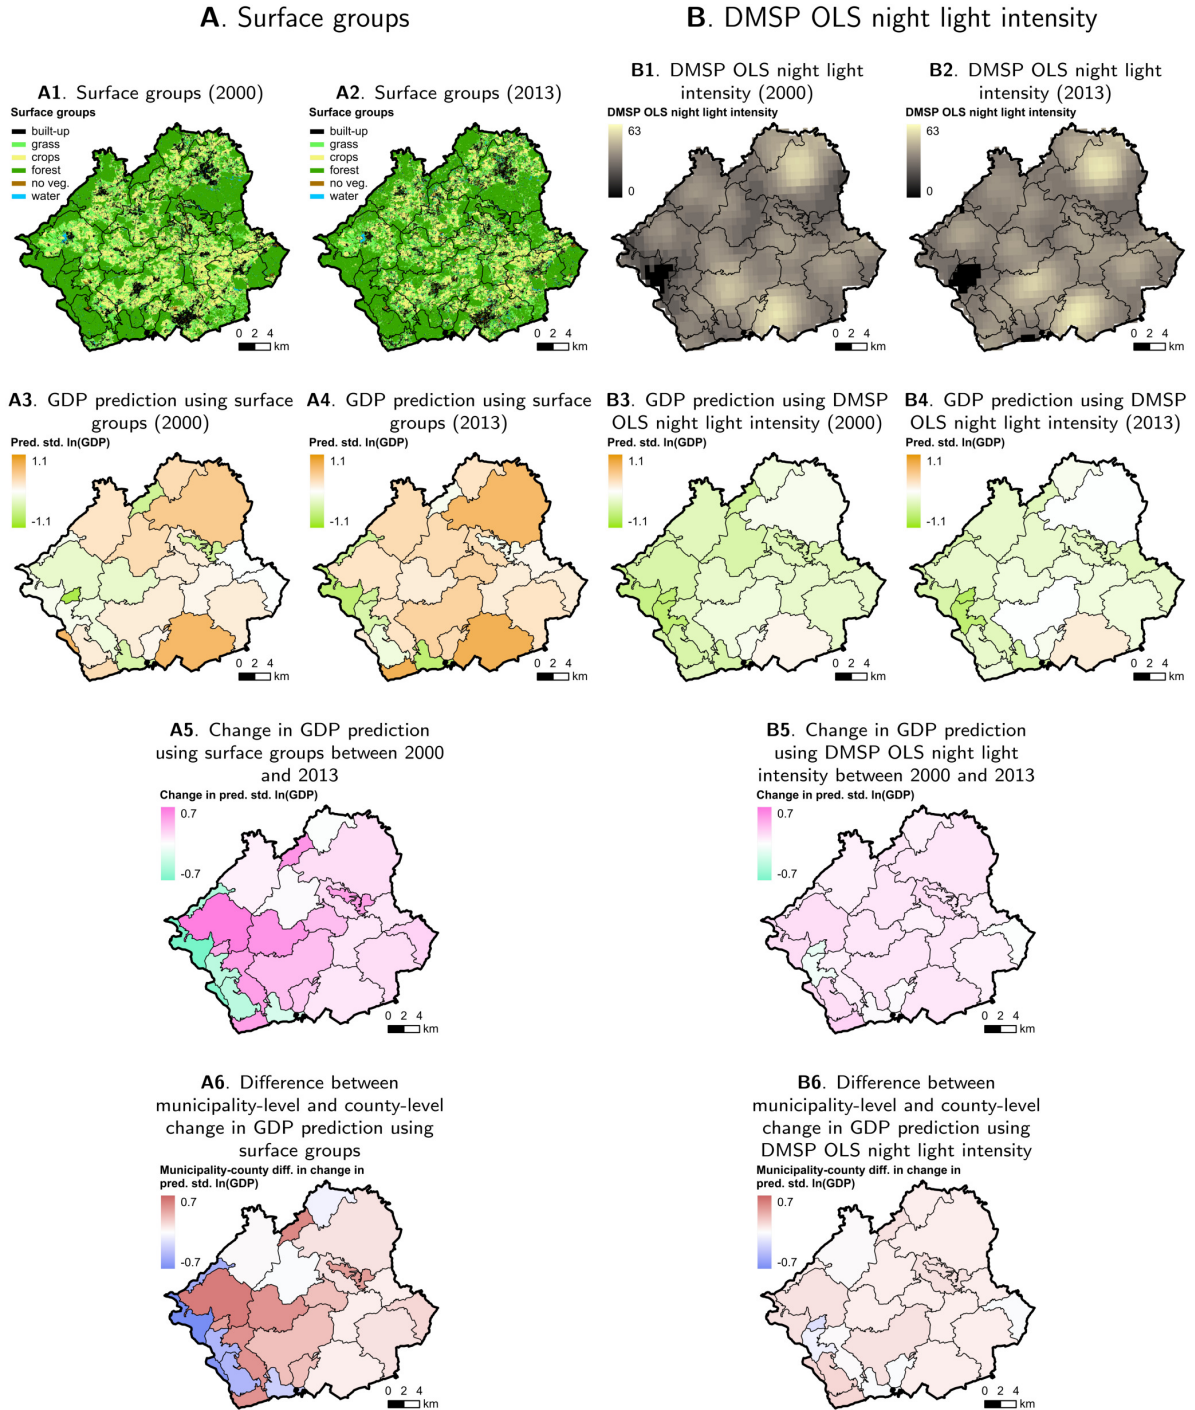 A. Surface groups
B. DMSP OLS night light intensity
A1. Surface groups (2000)
Surface groups
built-up
grass
crops
forest
no veg.
water
0 2 4
km
A2. Surface groups (2013)
Surface groups
built-up
grass
crops
forest
no veg.
water
0 2 4
km
B1. DMSP OLS night light
intensity (2000)
DMSP OLS night light intensity
63
0
0 2 4
km
B2. DMSP OLS night light
intensity (2013)
DMSP OLS night light intensity
63
0
0 2 4
km
A3. GDP prediction using surface
groups (2000)
Pred. std. ln(GDP)
1.1
-1.1
0 2 4
km
A4. GDP prediction using surface
groups (2013)
Pred. std. ln(GDP)
1.1
-1.1
0 2 4
km
B3. GDP prediction using DMSP
OLS night light intensity (2000)
Pred. std. ln(GDP)
1.1
-1.1
0 2 4
km
B4. GDP prediction using DMSP
OLS night light intensity (2013)
Pred. std. ln(GDP)
1.1
-1.1
0 2 4
km
A5. Change in GDP prediction
using surface groups between 2000
and 2013
Change in pred. std. ln(GDP)
0.7
-0.7
0 2 4
km
B5. Change in GDP prediction
using DMSP OLS night light
intensity between 2000 and 2013
Change in pred. std. ln(GDP)
0.7
-0.7
0 2 4
km
A6. Difference between
municipality-level and county-level
change in GDP prediction using
surface groups
Municipality-county diff. in change in
pred. std. ln(GDP)
0.7
-0.7
0 2 4
km
B6. Difference between
municipality-level and county-level
change in GDP prediction using
DMSP OLS night light intensity
Municipality-county diff. in change in
pred. std. ln(GDP)
0.7
-0.7
0 2 4
km